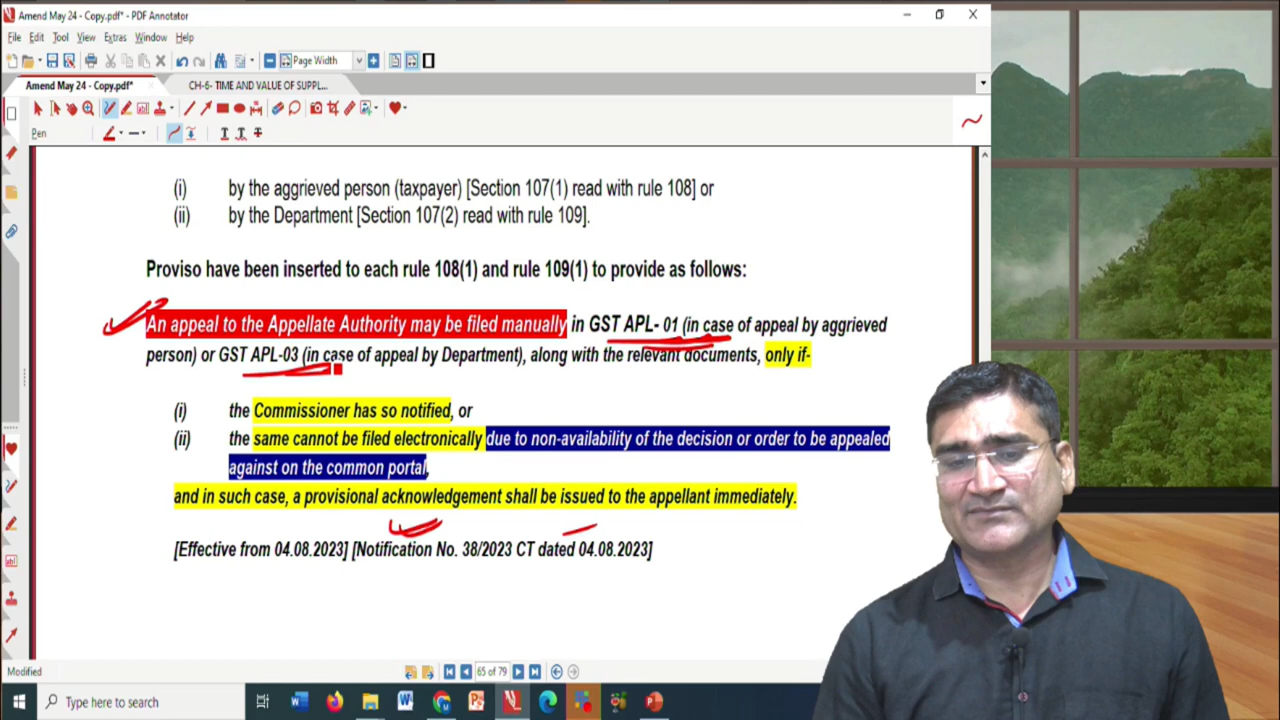 Amend May 24 - Copy.pdf* - PDF Annotator
File Edit Tool View Extras Window Help
Page Width
Amend May 24 - Copy.pdf* CH-6- TIME AND VALUE OF SUPPL...
Pen
(i) by the aggrieved person (taxpayer) [Section 107(1) read with rule 108] or
(ii) by the Department [Section 107(2) read with rule 109].
Proviso have been inserted to each rule 108(1) and rule 109(1) to provide as follows:
An appeal to the Appellate Authority may be filed manually in GST APL- 01 (in case of appeal by aggrieved
person) or GST APL-03 (in case of appeal by Department), along with the relevant documents, only if-
(i) the Commissioner has so notified, or
(ii) the same cannot be filed electronically due to non-availability of the decision or order to be appealed
against on the common portal,
and in such case, a provisional acknowledgement shall be issued to the appellant immediately.
[Effective from 04.08.2023] [Notification No. 38/2023 CT dated 04.08.2023]
Modified 65 of 79
Type here to search